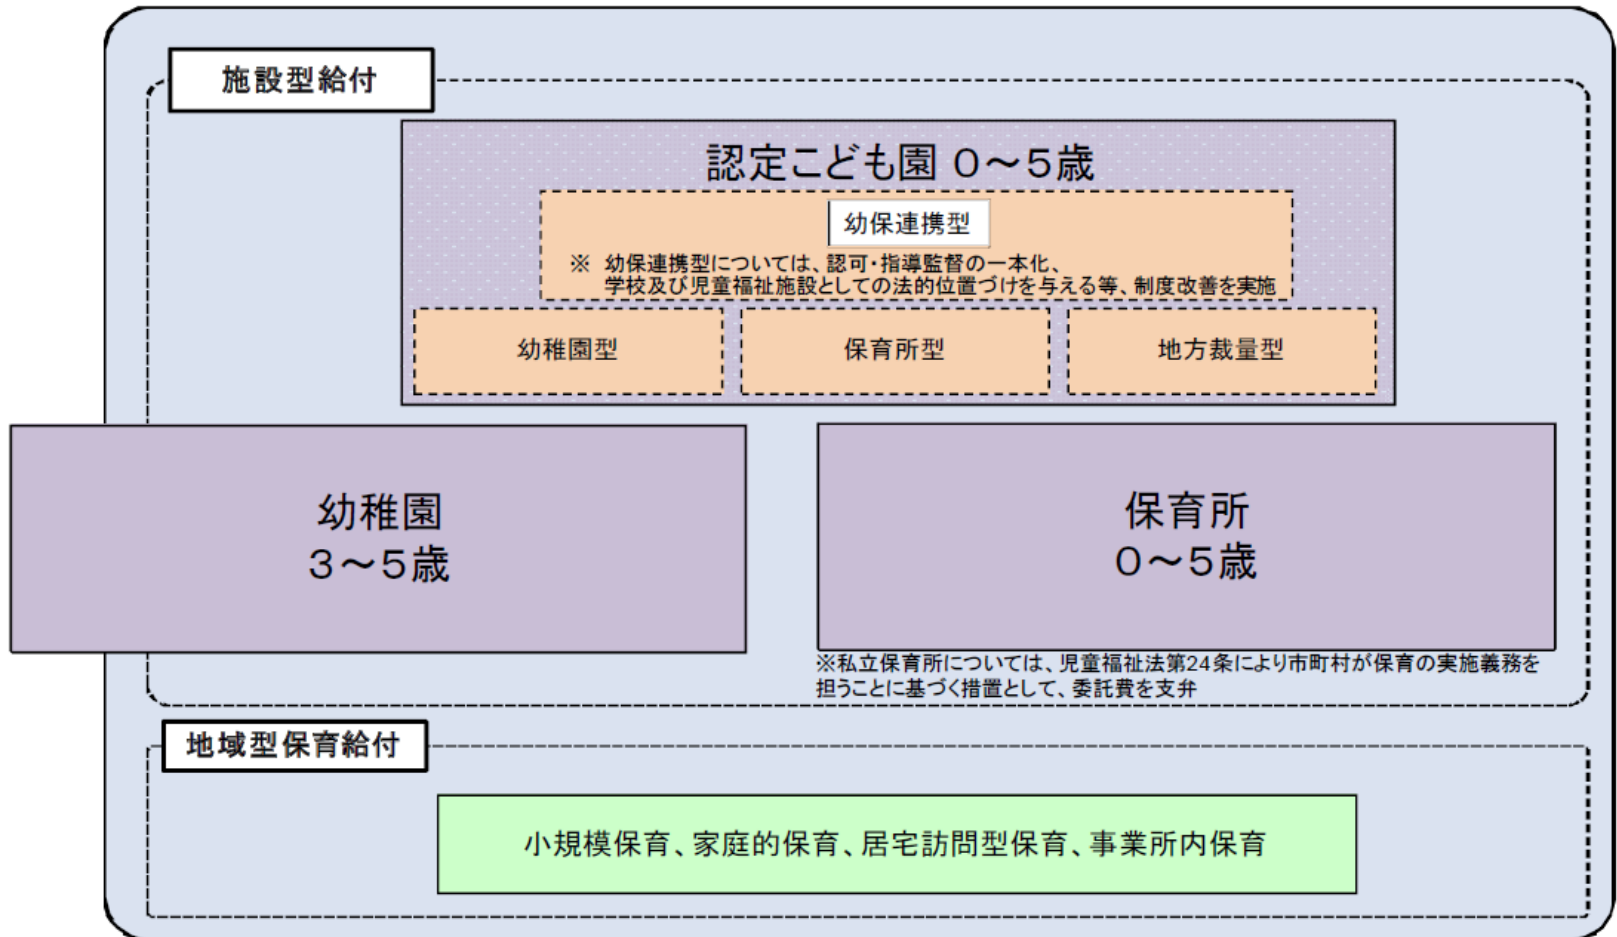 施設型給付
認定こども園 0~5歳
幼保連携型
※ 幼保連携型については、認可・指導監督の一本化、
学校及び児童福祉施設としての法的位置づけを与える等、制度改善を実施
幼稚園型
保育所型
地方裁量型
幼稚園
3~5歳
保育所
0~5歳
※私立保育所については、児童福祉法第24条により市町村が保育の実施義務を
担うことに基づく措置として、委託費を支弁
地域型保育給付
小規模保育、家庭的保育、居宅訪問型保育、事業所内保育